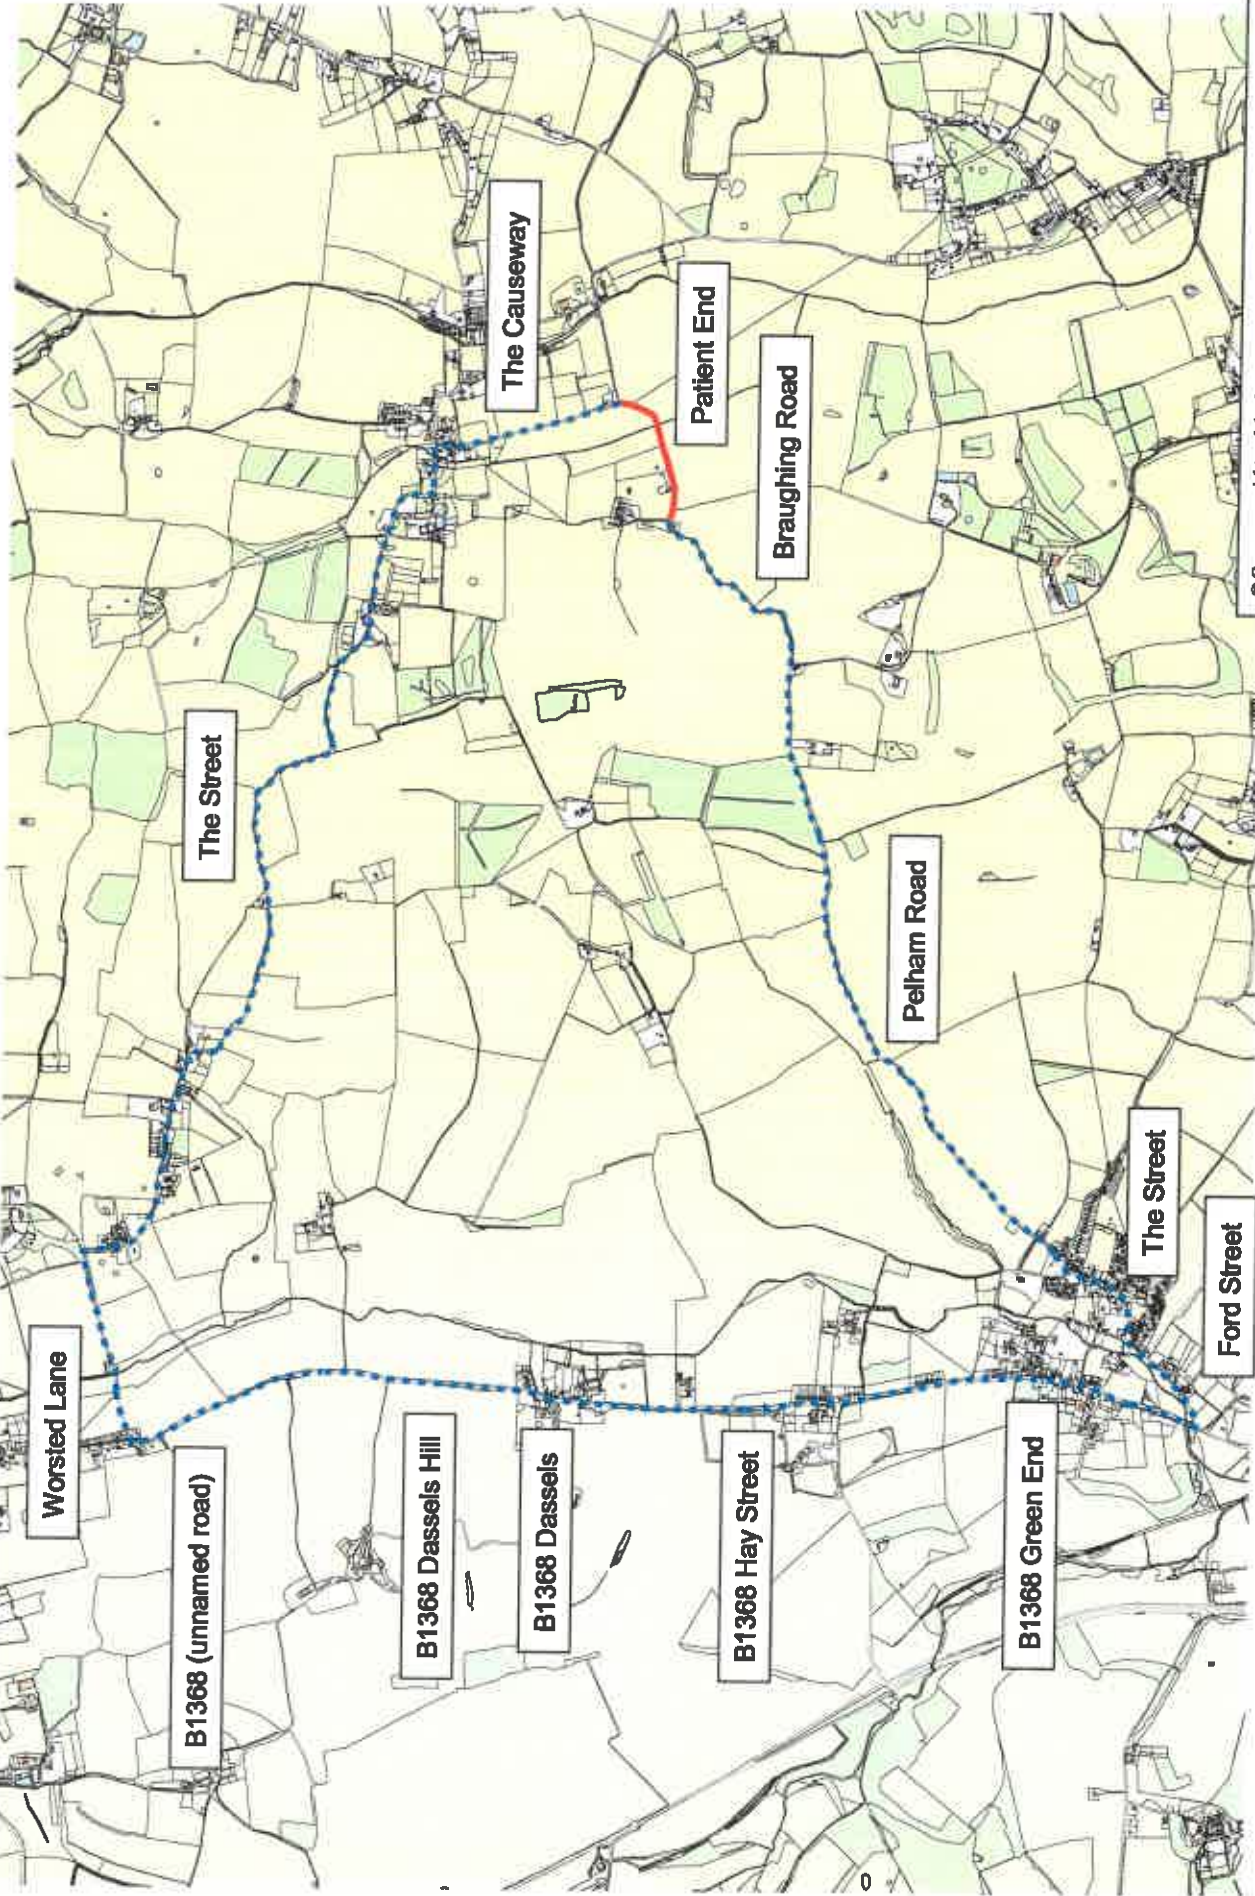 Worsted Lane
B1368 (unnamed road)
The Street
B1368 Dassels Hill
The Causeway
B1368 Dassels
Patient End
B1368 Hay Street
Braughing Road
Pelham Road
B1368 Green End
The Street
Ford Street